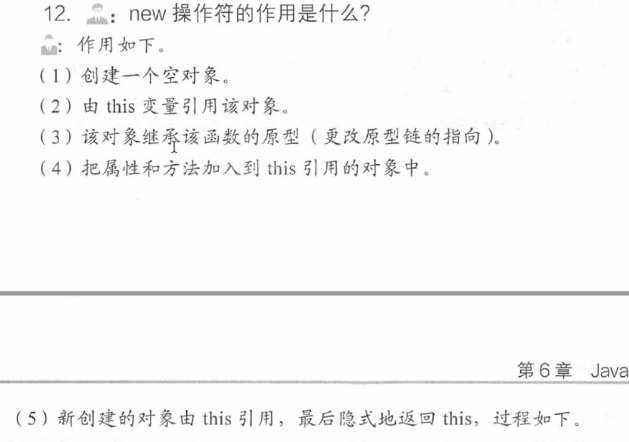 12. : new 操作符的作用是什么?
: 作用如下。
(1) 创建一个空对象。
(2) 由 this 变量引用该对象。
(3) 该对象继承该函数的原型 (更改原型链的指向)。
(4) 把属性和方法加入到 this 引用的对象中。
第 6 章 Java
(5) 新创建的对象由 this 引用, 最后隐式地返回 this, 过程如下。